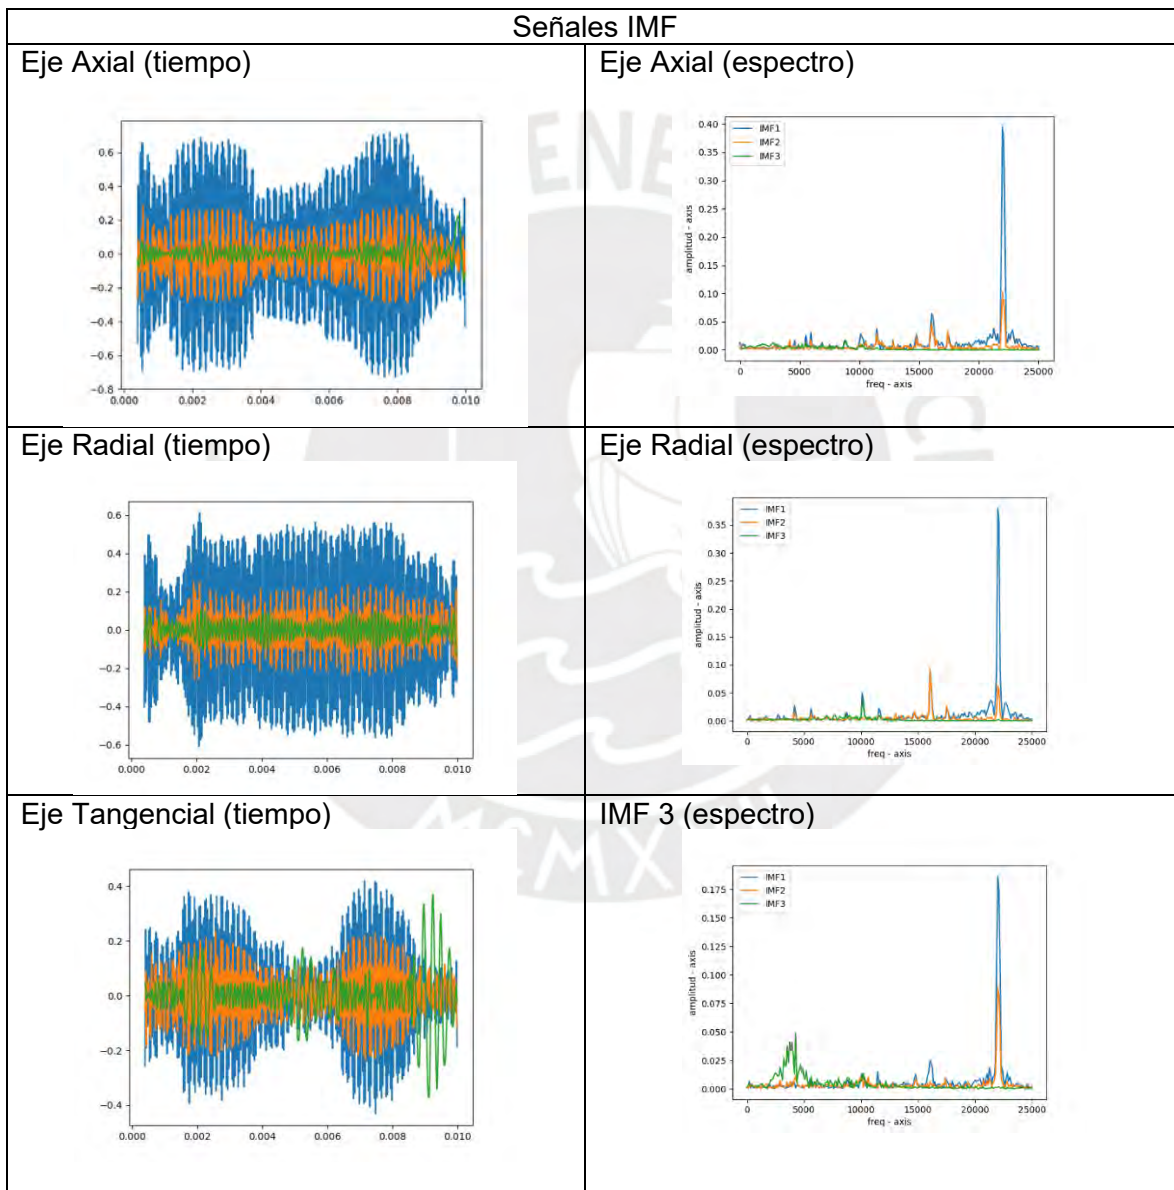 Señales IMF
Eje Axial (tiempo)
0.6
0.4
0.2
0.0
−0.2
−0.4
−0.6
−0.8
0.000 0.002 0.004 0.006 0.008 0.010
Eje Axial (espectro)
IMF1
IMF2
IMF3
amplitud - axis
0.40
0.35
0.30
0.25
0.20
0.15
0.10
0.05
0.00
0 5000 10000 15000 20000 25000
freq - axis
Eje Radial (tiempo)
0.6
0.4
0.2
0.0
−0.2
−0.4
−0.6
0.000 0.002 0.004 0.006 0.008 0.010
Eje Radial (espectro)
IMF1
IMF2
IMF3
amplitud - axis
0.35
0.30
0.25
0.20
0.15
0.10
0.05
0.00
0 5000 10000 15000 20000 25000
freq - axis
Eje Tangencial (tiempo)
0.4
0.2
0.0
−0.2
−0.4
0.000 0.002 0.004 0.006 0.008 0.010
IMF 3 (espectro)
IMF1
IMF2
IMF3
amplitud - axis
0.175
0.150
0.125
0.100
0.075
0.050
0.025
0.000
0 5000 10000 15000 20000 25000
freq - axis